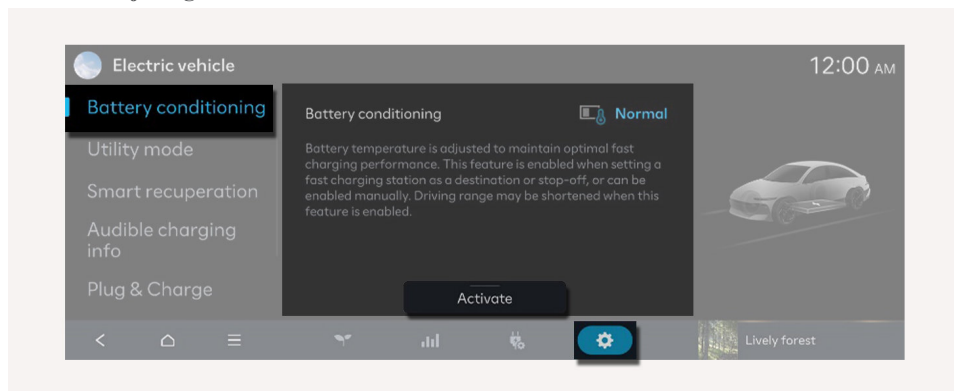 Electric vehicle
12:00 AM
Battery conditioning
Utility mode
Smart recuperation
Audible charging
info
Plug & Charge
Battery conditioning
Normal
Battery temperature is adjusted to maintain optimal fast
charging performance. This feature is enabled when setting a
fast charging station as a destination or stop-off, or can be
enabled manually. Driving range may be shortened when this
feature is enabled.
Activate
Lively forest